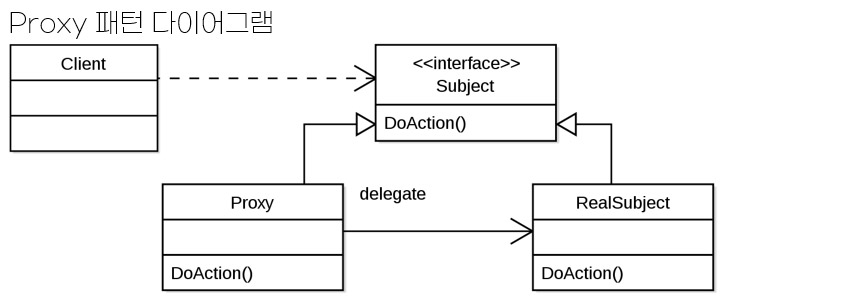 Proxy 패턴 다이어그램
Client
<<interface>>
Subject
DoAction()
Proxy
delegate
RealSubject
DoAction()
DoAction()